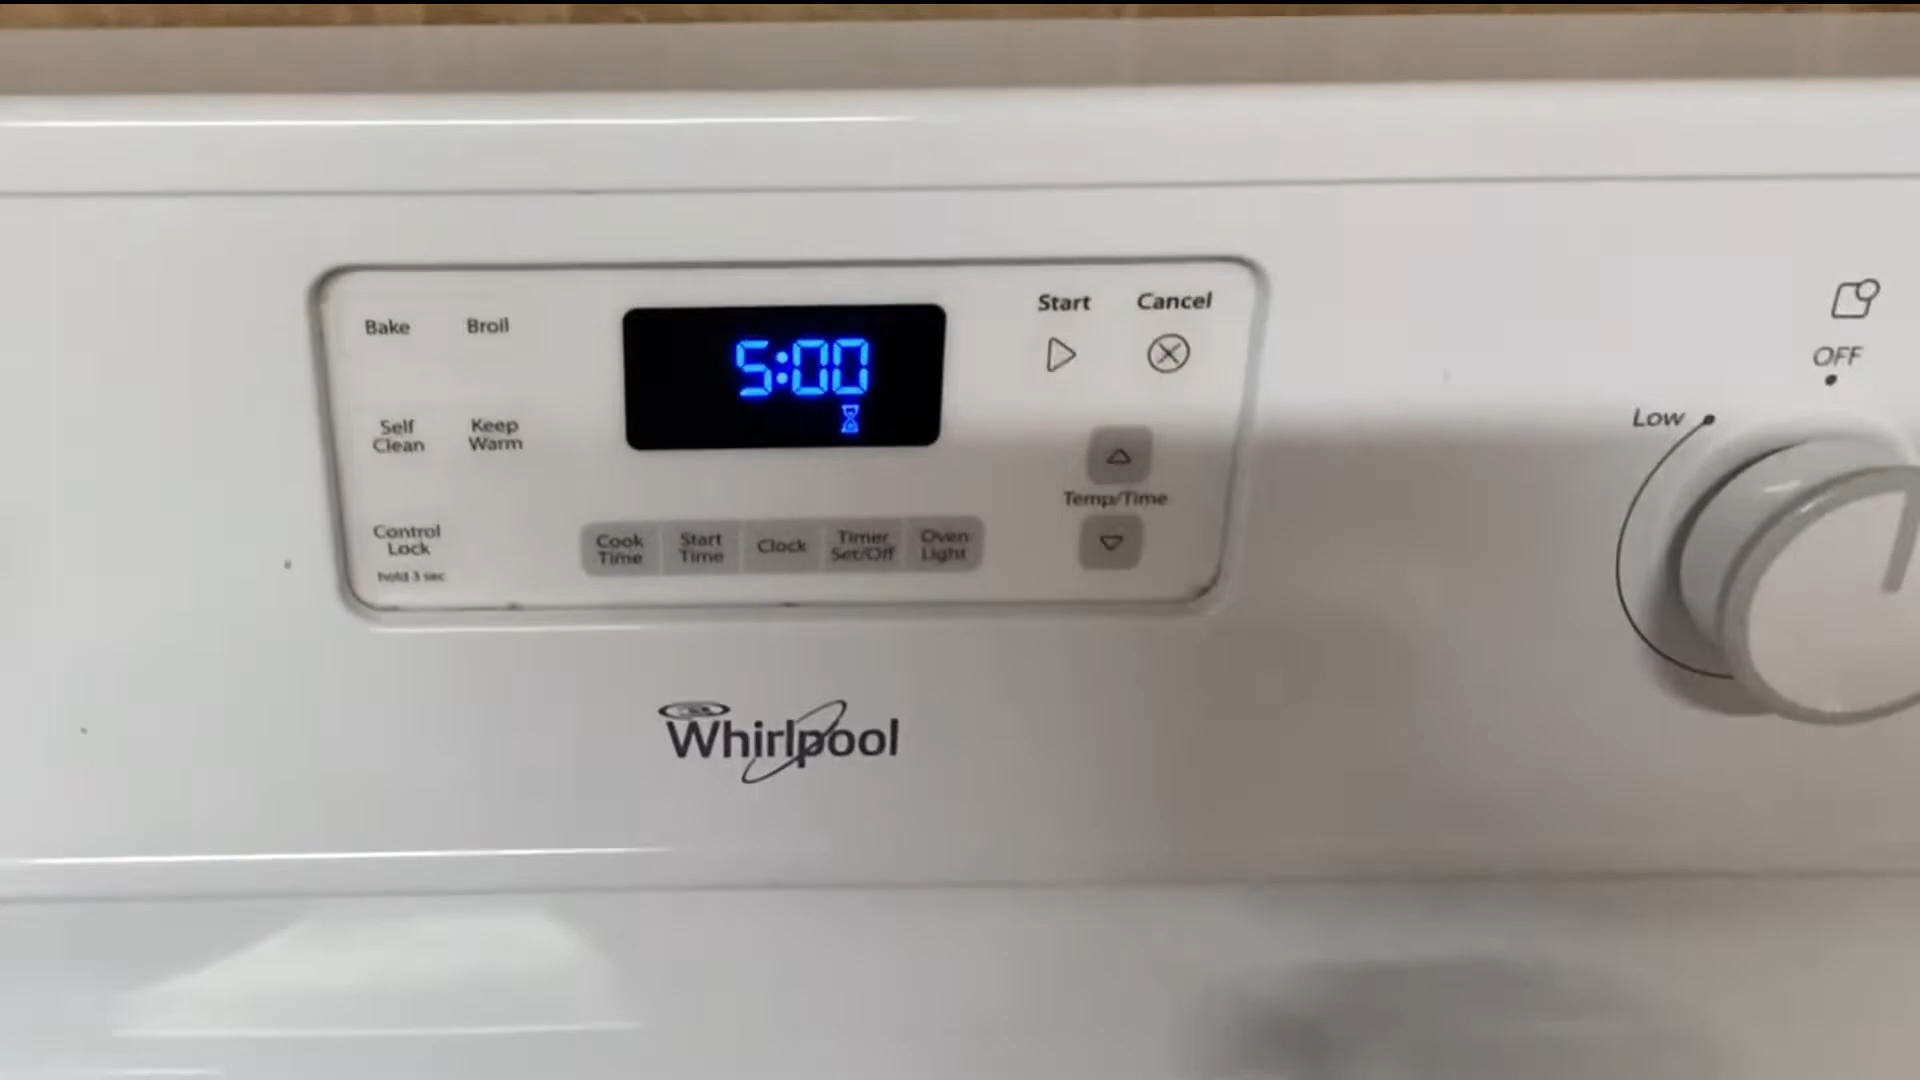 Bake
Broil
5:00
Start
Cancel
Self
Clean
Keep
Warm
Temp/Time
Control
Lock
hold 3 sec
Cook
Time
Start
Time
Clock
Timer
Set/Off
Oven
Light
Whirlpool
OFF
Low